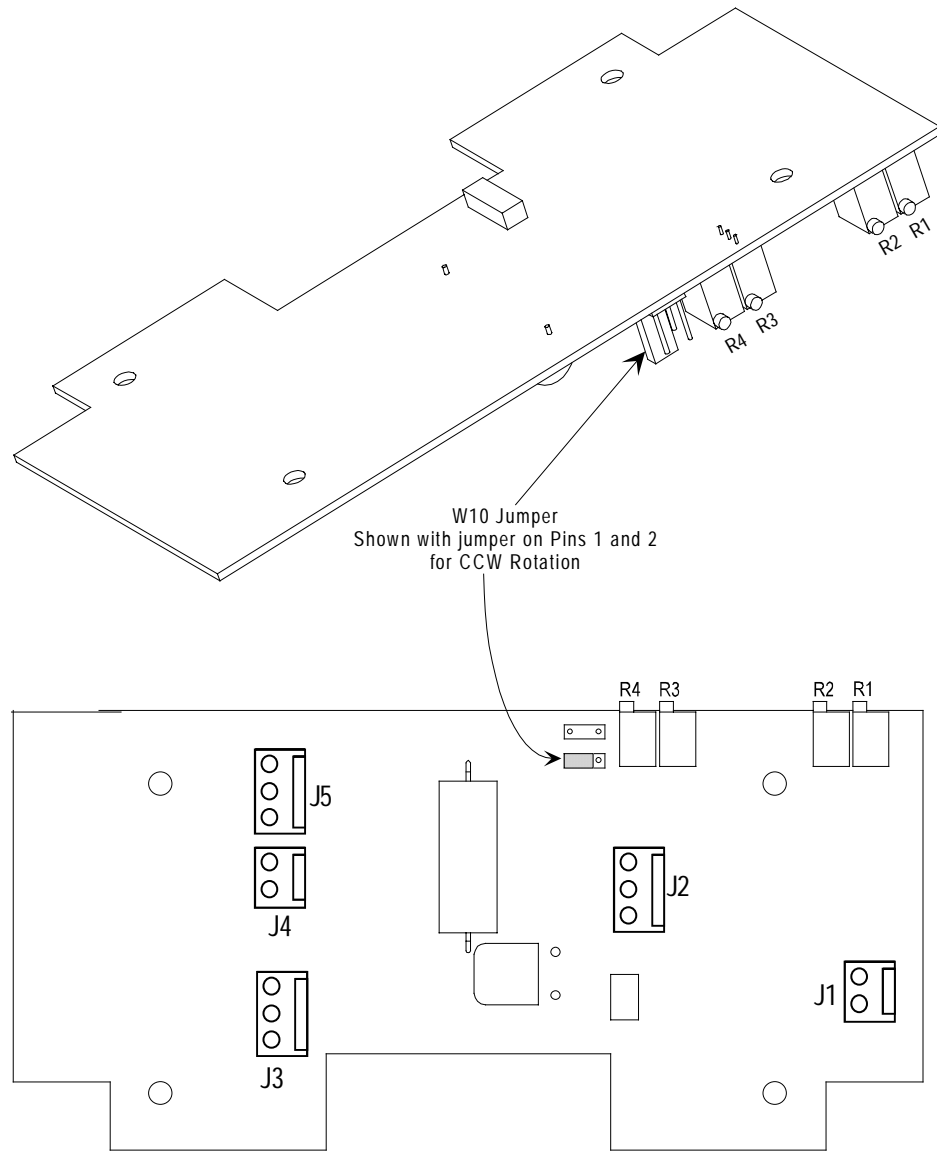 R2 R1
R4 R3
W10 Jumper
Shown with jumper on Pins 1 and 2
for CCW Rotation
R4 R3 R2 R1
J5
J4
J2
J1
J3